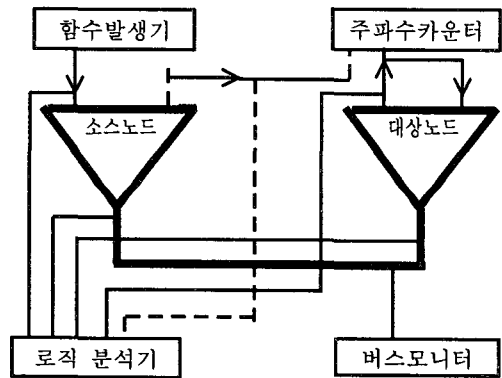 함수발생기
주파수카운터
소스노드
대상노드
로직 분석기
버스모니터